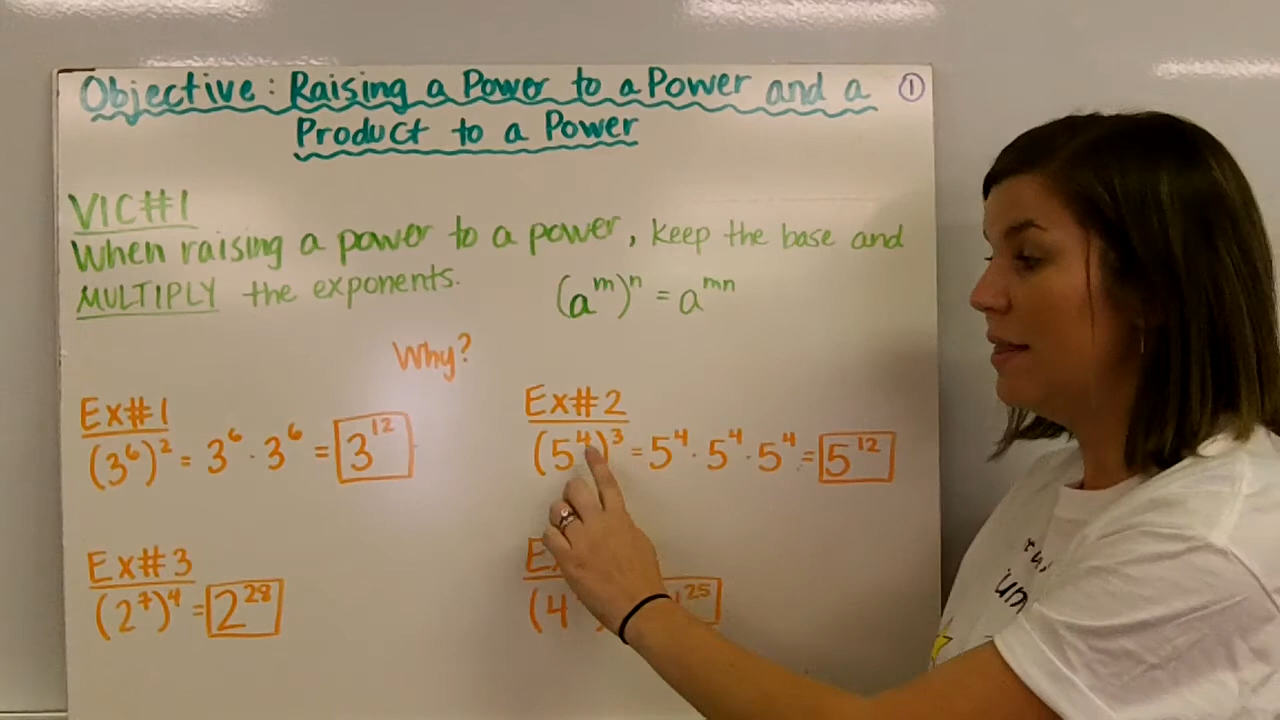 Objective: Raising a Power to a Power and a
Product to a Power
①
VIC#1
When raising a power to a power, keep the base and
MULTIPLY the exponents. (a^m)^n = a^mn
Why?
Ex#1
(3^6)^2 = 3^6 · 3^6 = 3^12
Ex#2
(5^4)^3 = 5^4 · 5^4 · 5^4 = 5^12
Ex#3
(2^7)^4 = 2^28
(4
25